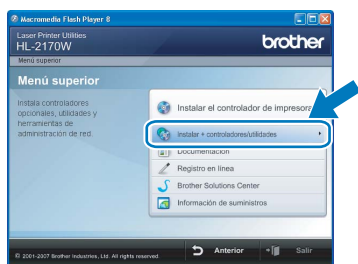 Macromedia Flash Player 8
Laser Printer Utilities
HL-2170W
brother
Menú superior
Menú superior
Instala controladores
opcionales, utilidades y
herramientas de
administración de red.
Instalar el controlador de impresora
Instalar + controladores/utilidades
Documentación
Registro en línea
Brother Solutions Center
Información de suministros
© 2001-2007 Brother Industries, Ltd. All rights reserved.
Anterior
Salir